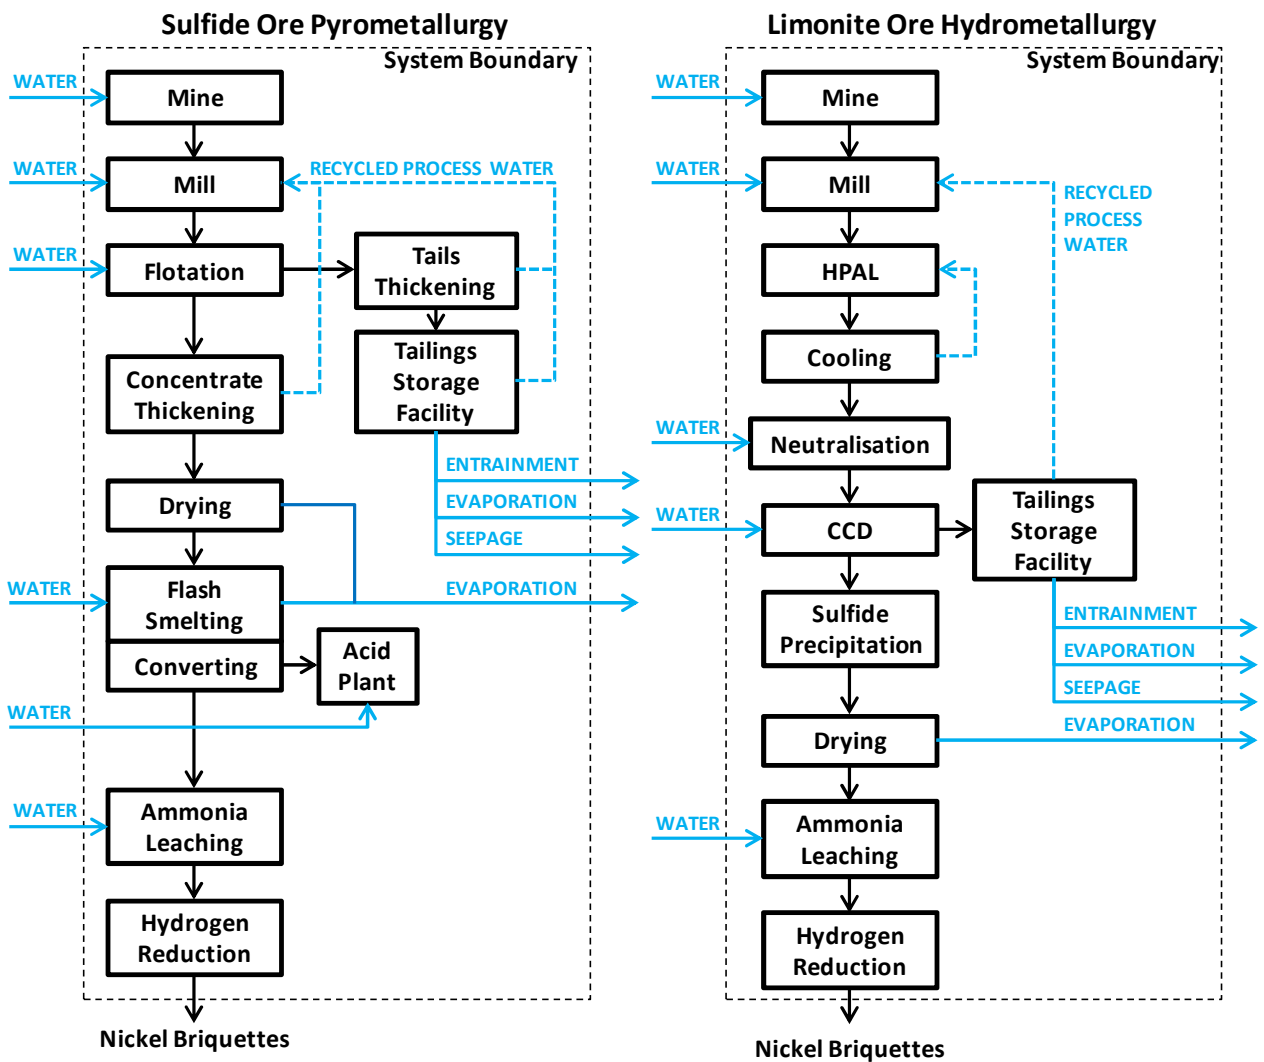 Sulfide Ore Pyrometallurgy
System Boundary
WATER
Mine
WATER
Mill
RECYCLED PROCESS WATER
WATER
Flotation
Tails
Thickening
Concentrate
Thickening
Tailings
Storage
Facility
ENTRAINMENT
EVAPORATION
SEEPAGE
Drying
WATER
Flash
Smelting
EVAPORATION
Converting
Acid
Plant
WATER
WATER
Ammonia
Leaching
Hydrogen
Reduction
Nickel Briquettes
Limonite Ore Hydrometallurgy
System Boundary
WATER
Mine
WATER
Mill
RECYCLED
PROCESS
WATER
HPAL
Cooling
WATER
Neutralisation
WATER
CCD
Tailings
Storage
Facility
ENTRAINMENT
EVAPORATION
SEEPAGE
Sulfide
Precipitation
Drying
EVAPORATION
WATER
Ammonia
Leaching
Hydrogen
Reduction
Nickel Briquettes